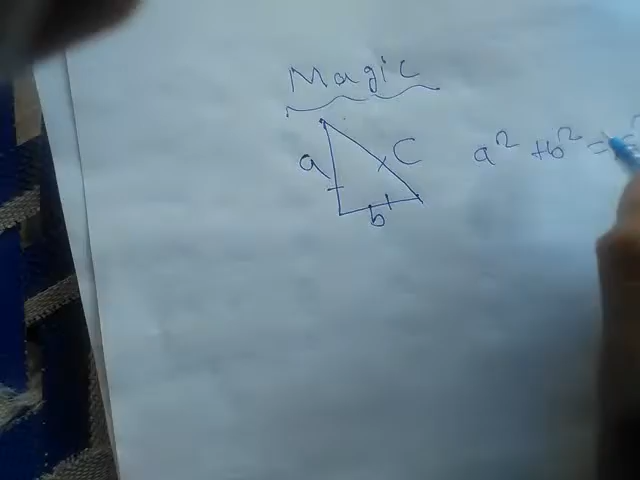 Magic
a
C
b
a² + b² = c²